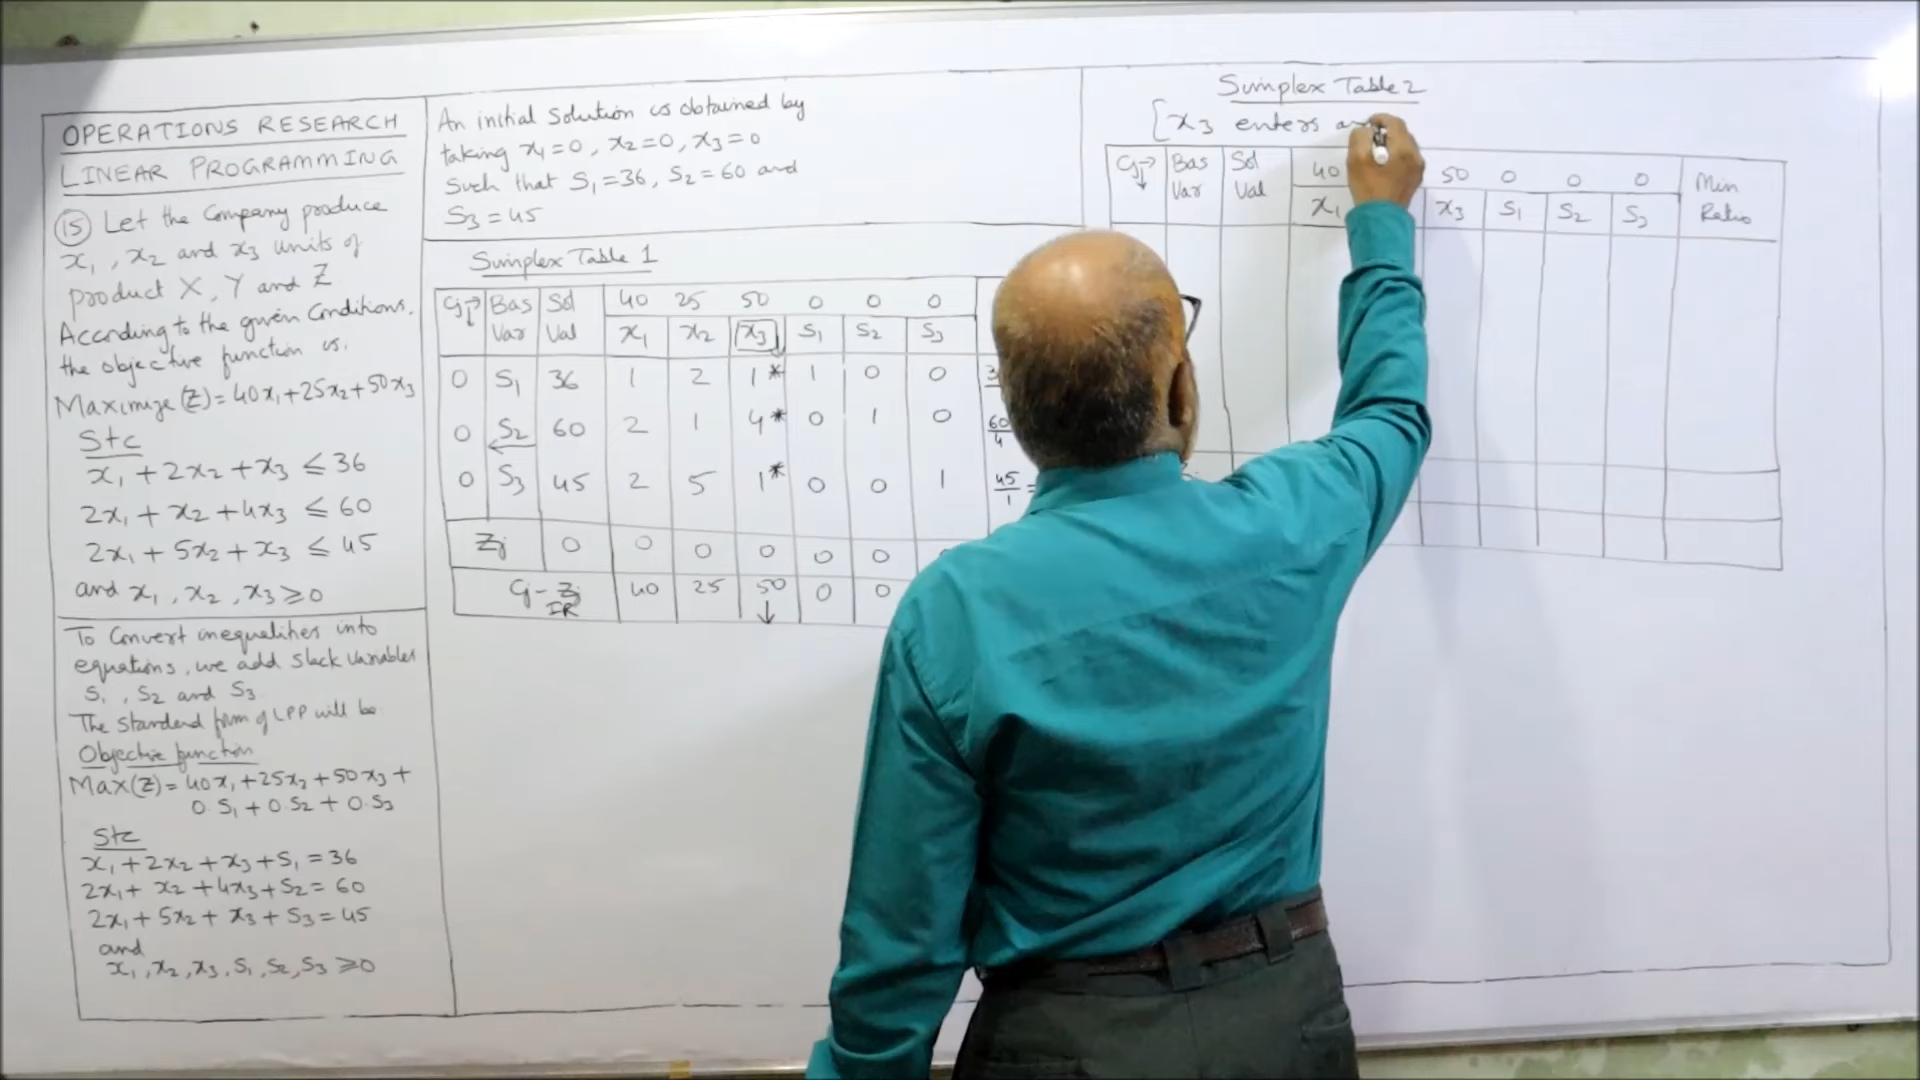 OPERATIONS RESEARCH
LINEAR PROGRAMMING
(15) Let the Company produce
x₁, x₂ and x₃ units of
product X, Y and Z
According to the given Conditions,
the objective function is.
Maximize (Z) = 40x₁+25x₂+50x₃
Stc
x₁ + 2x₂ + x₃ ≤ 36
2x₁ + x₂ + 4x₃ ≤ 60
2x₁ + 5x₂ + x₃ ≤ 45
and x₁, x₂, x₃ ≥ 0
To Convert inequalities into
equations, we add Slack Variables
S₁, S₂ and S₃
The Standard form of LPP will be
Objective function
Max(Z) = 40x₁+25x₂+50x₃+
0.S₁ + 0.S₂ + 0.S₃
Stc
x₁+2x₂+x₃+S₁ = 36
2x₁+ x₂ +4x₃+S₂ = 60
2x₁+5x₂+ x₃ + S₃ = 45
and
x₁, x₂, x₃, S₁, S₂, S₃ ≥ 0
An initial Solution is obtained by
taking x₁=0, x₂=0, x₃=0
Such that S₁=36, S₂=60 and
S₃ = 45
Simplex Table 1
Cj→ ↓ Bas Var Sol Val 40 25 50 0 0 0
x₁ x₂ x₃ S₁ S₂ S₃
0 S₁ 36 1 2 1* 1 0 0
0 S₂ 60 2 1 4* 0 1 0 60/4
0 S₃ 45 2 5 1* 0 0 1 45/1 =
Zj 0 0 0 0 0 0
Cj - Zj 40 25 50 0 0
IR ↓
Simplex Table 2
[x₃ enters
Cj→ ↓ Bas Var Sol Val 40 50 0 0 0 Min Ratio
x₁ x₃ S₁ S₂ S₃